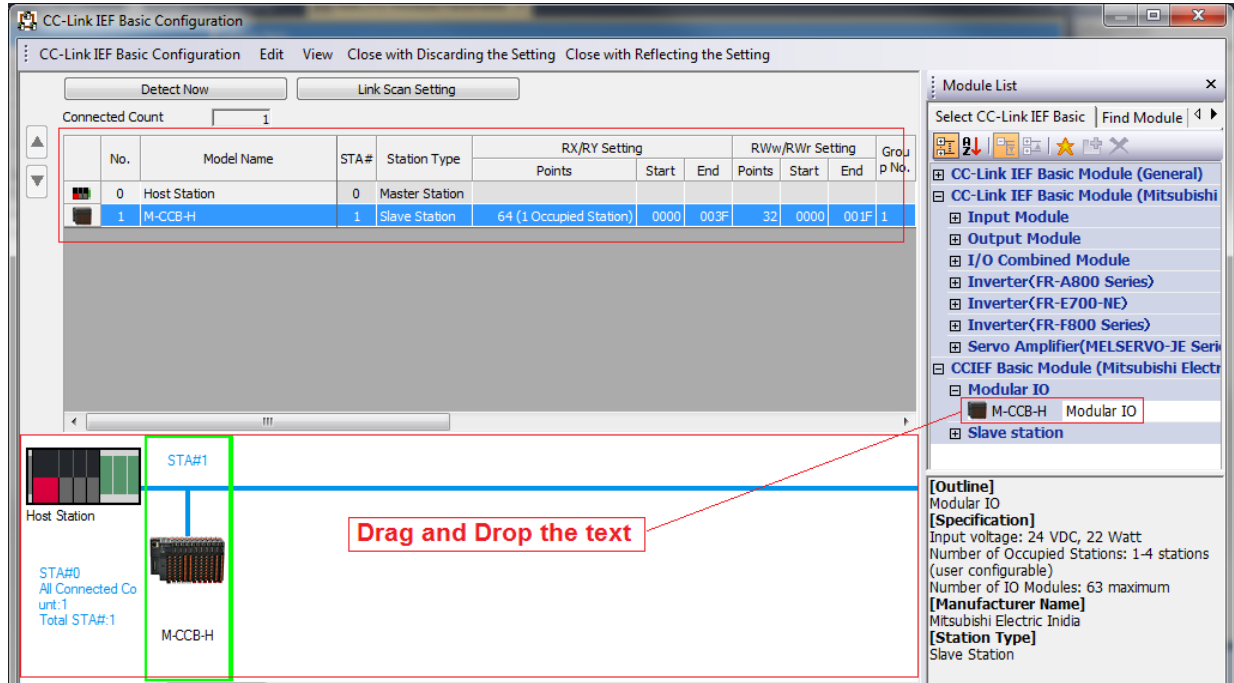 CC-Link IEF Basic Configuration
CC-Link IEF Basic Configuration Edit View Close with Discarding the Setting Close with Reflecting the Setting
Detect Now Link Scan Setting
Connected Count 1
No. Model Name STA# Station Type RX/RY Setting RWw/RWr Setting Grou
p No.
Points Start End Points Start End
0 Host Station 0 Master Station
1 M-CCB-H 1 Slave Station 64 (1 Occupied Station) 0000 003F 32 0000 001F 1
STA#1
Host Station
Drag and Drop the text
STA#0
All Connected Co
unt:1
Total STA#:1
M-CCB-H
Module List
Select CC-Link IEF Basic Find Module
CC-Link IEF Basic Module (General)
CC-Link IEF Basic Module (Mitsubishi
Input Module
Output Module
I/O Combined Module
Inverter(FR-A800 Series)
Inverter(FR-E700-NE)
Inverter(FR-F800 Series)
Servo Amplifier(MELSERVO-JE Serie
CCIEF Basic Module (Mitsubishi Electr
Modular IO
M-CCB-H Modular IO
Slave station
[Outline]
Modular IO
[Specification]
Input voltage: 24 VDC, 22 Watt
Number of Occupied Stations: 1-4 stations
(user configurable)
Number of IO Modules: 63 maximum
[Manufacturer Name]
Mitsubishi Electric Inidia
[Station Type]
Slave Station